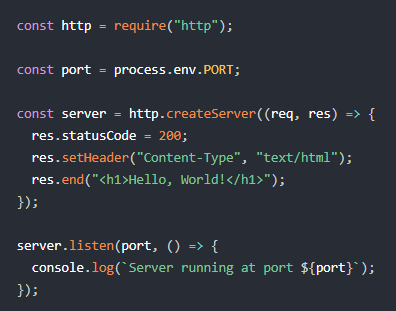 const http = require("http");
const port = process.env.PORT;
const server = http.createServer((req, res) => {
  res.statusCode = 200;
  res.setHeader("Content-Type", "text/html");
  res.end("<h1>Hello, World!</h1>");
});
server.listen(port, () => {
  console.log(`Server running at port ${port}`);
});